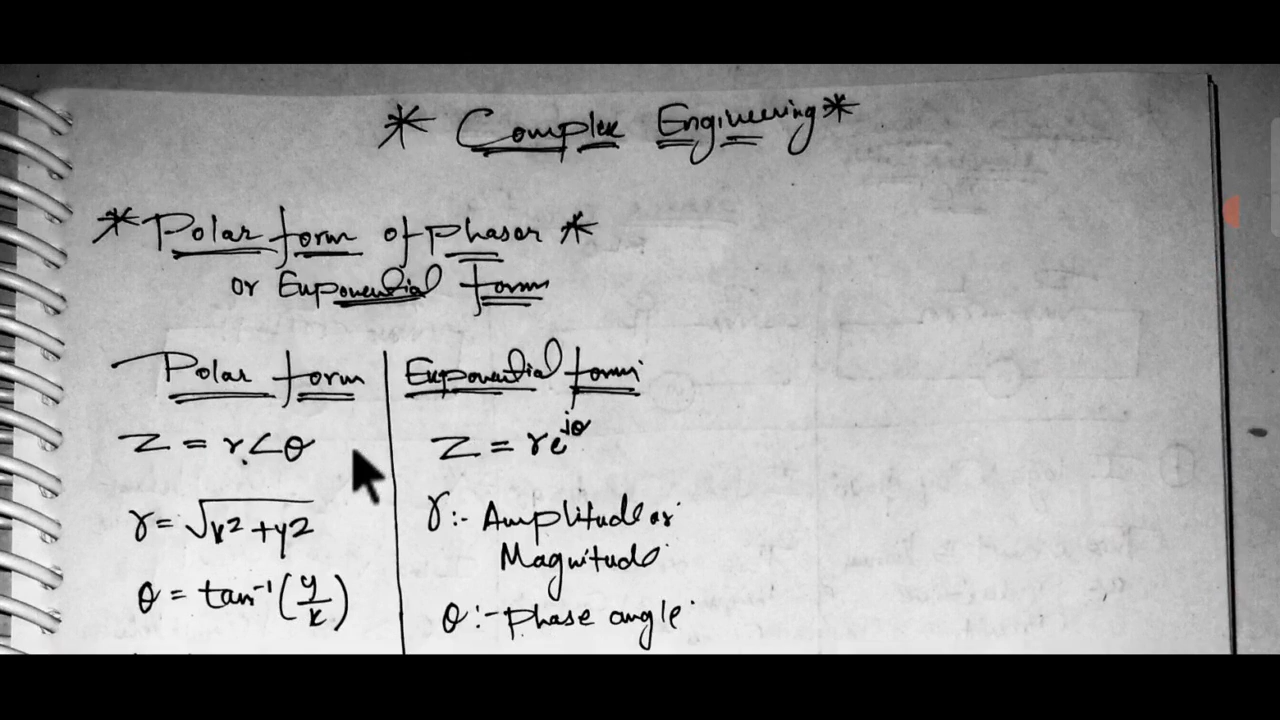 * Complex Engineering *
* Polar form of Phasor *
or Exponential form
Polar form
Z = r∠θ
r = √x² + y²
θ = tan⁻¹(y/x)
Exponential form
Z = re^jθ
r :- Amplitude or
Magnitude
θ :- Phase angle